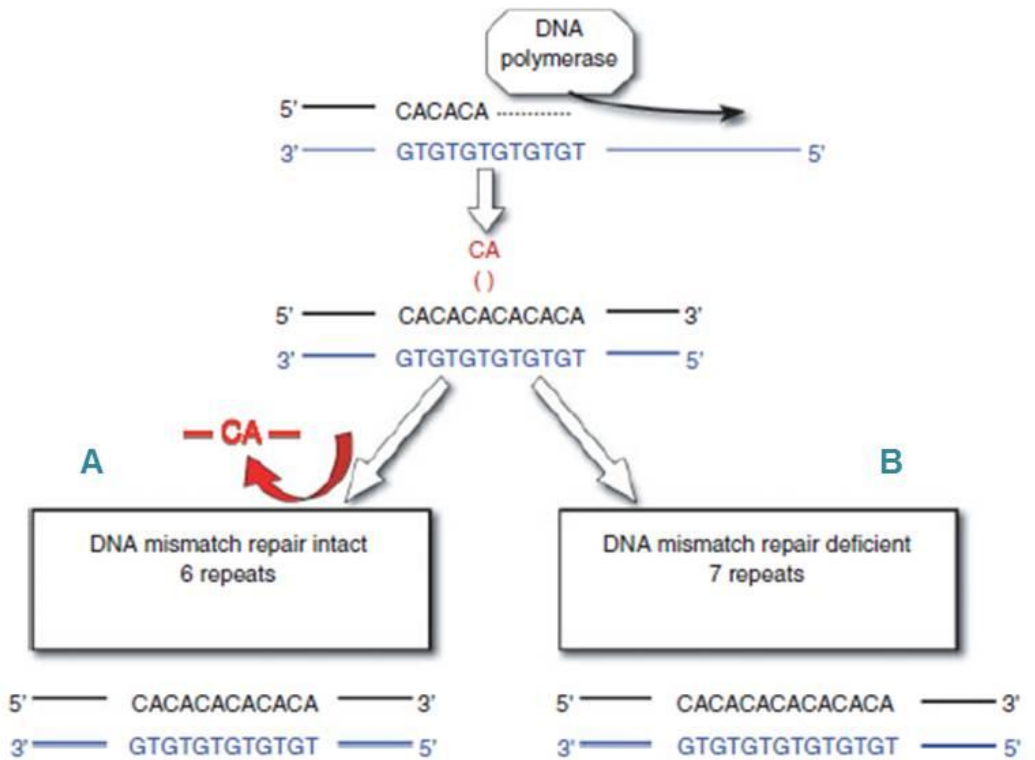 DNA
polymerase
5' CACACA
3' GTGTGTGTGTGT 5'
CA
( )
5' CACACACACACA 3'
3' GTGTGTGTGTGT 5'
CA
A
B
DNA mismatch repair intact
6 repeats
DNA mismatch repair deficient
7 repeats
5' CACACACACACA 3'
3' GTGTGTGTGTGT 5'
5' CACACACACACACA 3'
3' GTGTGTGTGTGTGT 5'